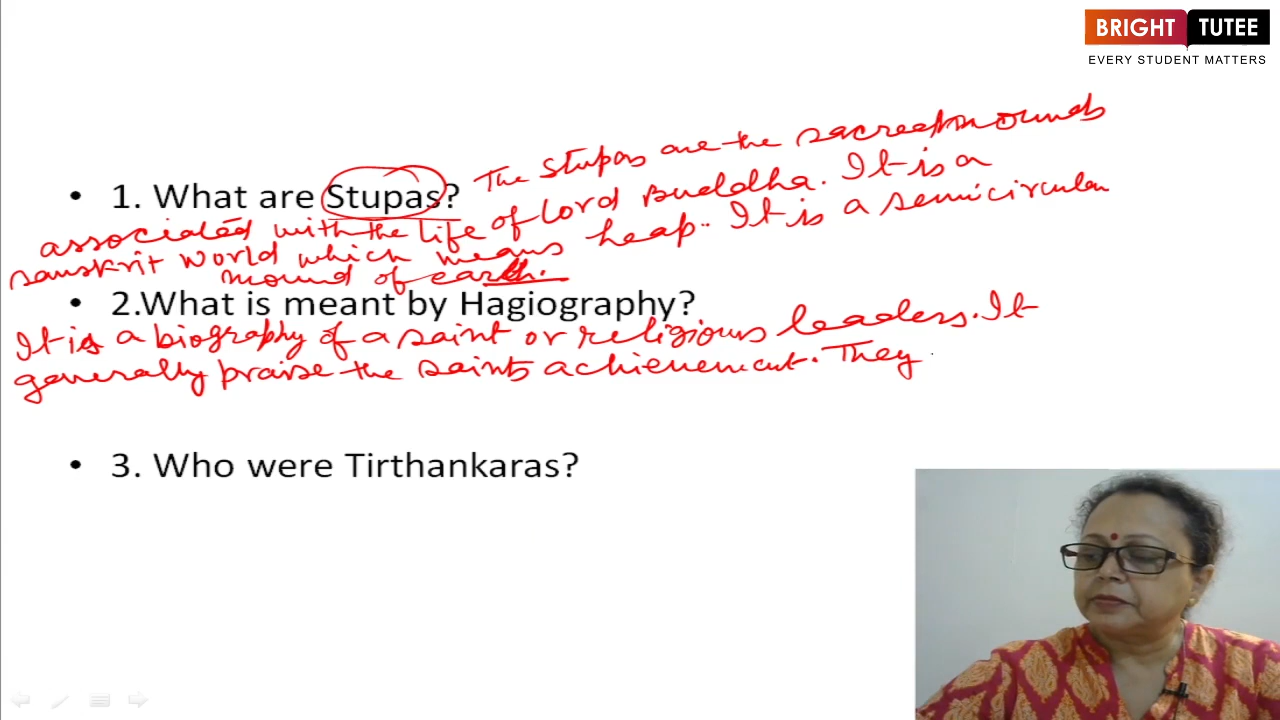 BRIGHT TUTEE
EVERY STUDENT MATTERS
• 1. What are Stupas? The Stupas are the sacred mounds
associated with the life of Lord Buddha. It is a
sanskrit world which means heap.. It is a semicircular
mound of earth.
• 2.What is meant by Hagiography?
It is a biography of a saint or religious leaders. It
generally praise the saints achievement. They
• 3. Who were Tirthankaras?